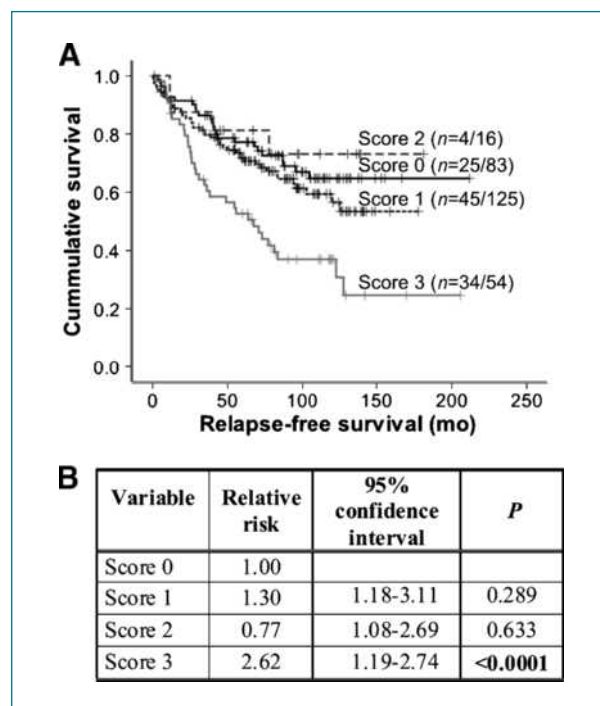 A
1.0
0.8
0.6
0.4
0.2
0.0
Cummulative survival
Score 2 (n=4/16)
Score 0 (n=25/83)
Score 1 (n=45/125)
Score 3 (n=34/54)
0 50 100 150 200 250
Relapse-free survival (mo)
B
Variable Relative risk 95% confidence interval P
Score 0 1.00
Score 1 1.30 1.18-3.11 0.289
Score 2 0.77 1.08-2.69 0.633
Score 3 2.62 1.19-2.74 <0.0001